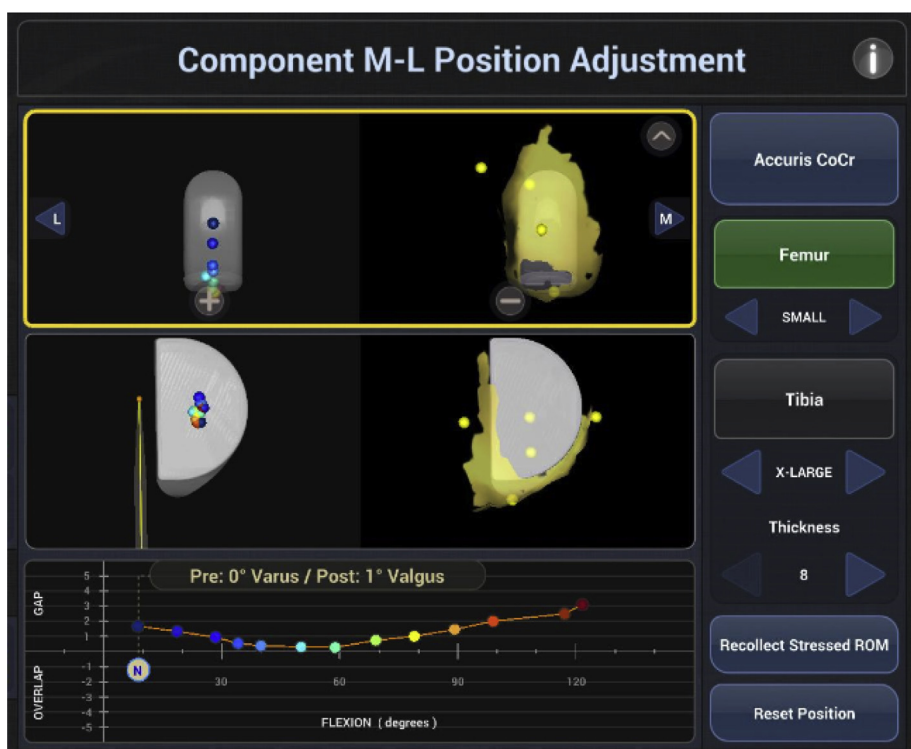 Component M-L Position Adjustment
i
L
M
Accuris CoCr
Femur
SMALL
Tibia
X-LARGE
Thickness
8
Pre: 0° Varus / Post: 1° Valgus
GAP
5
4
3
2
1
OVERLAP
-1
-2
-3
-4
-5
N
30
60
90
120
FLEXION ( degrees )
Recollect Stressed ROM
Reset Position